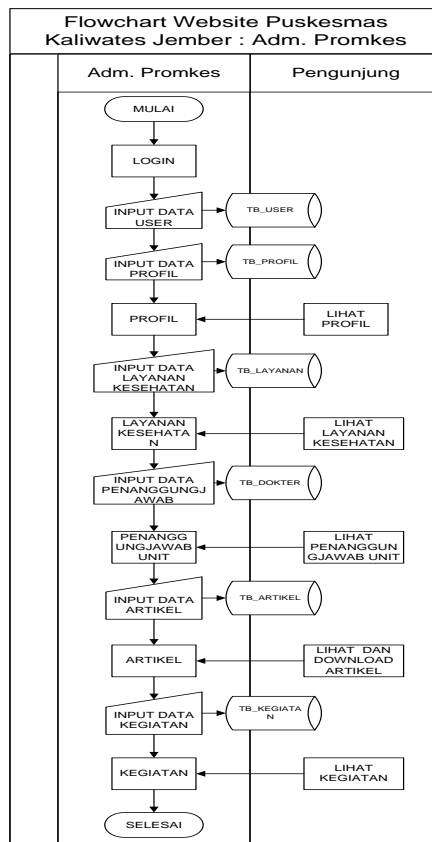 Flowchart Website Puskesmas
Kaliwates Jember : Adm. Promkes
Adm. Promkes
Pengunjung
MULAI
LOGIN
INPUT DATA
USER
TB_USER
INPUT DATA
PROFIL
TB_PROFIL
PROFIL
LIHAT
PROFIL
INPUT DATA
LAYANAN
KESEHATAN
TB_LAYANAN
LAYANAN
KESEHATA
N
LIHAT
LAYANAN
KESEHATAN
INPUT DATA
PENANGGUNGJ
AWAB
TB_DOKTER
PENANGG
UNGJAWAB
UNIT
LIHAT
PENANGGUN
GJAWAB UNIT
INPUT DATA
ARTIKEL
TB_ARTIKEL
ARTIKEL
LIHAT DAN
DOWNLOAD
ARTIKEL
INPUT DATA
KEGIATAN
TB_KEGIATA
N
KEGIATAN
LIHAT
KEGIATAN
SELESAI